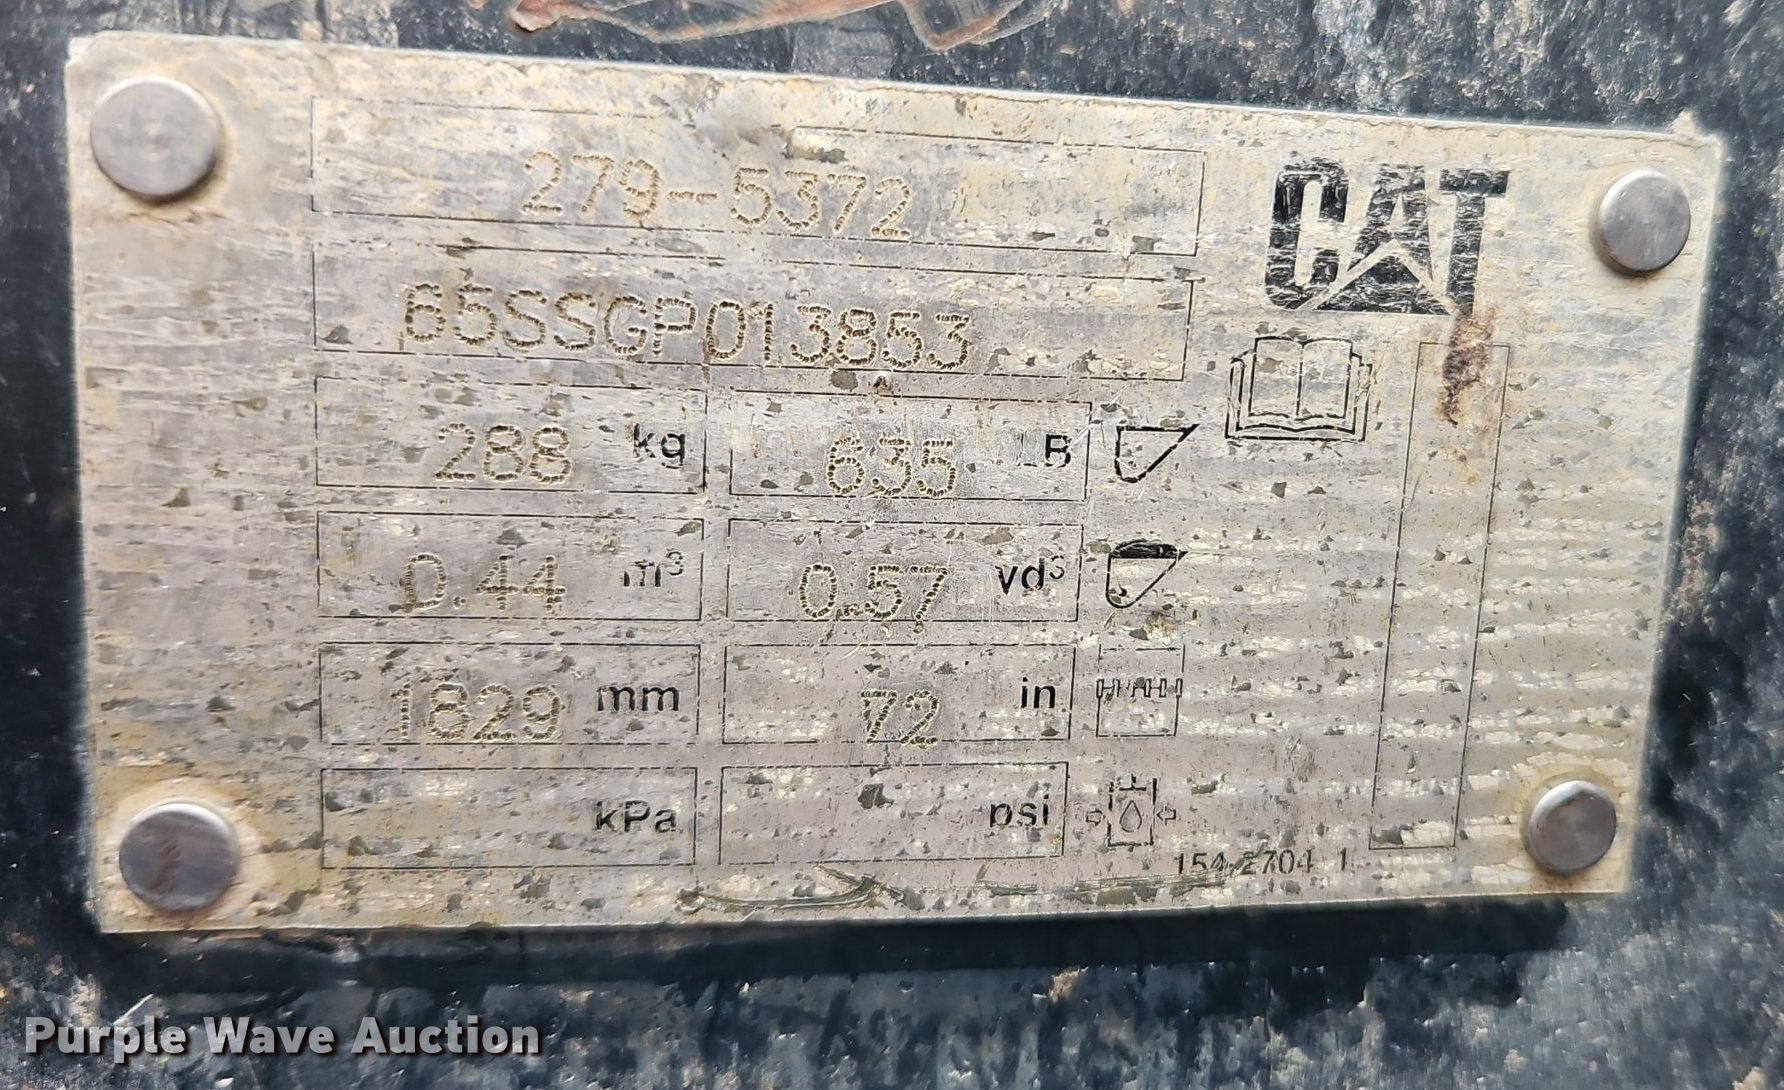 279-5372
CAT
65SSGP013853
288 kg 635 LB
0.44 m³ 0.57 yd³
1829 mm 72 in
kPa psi
154-2704 1
Purple Wave Auction